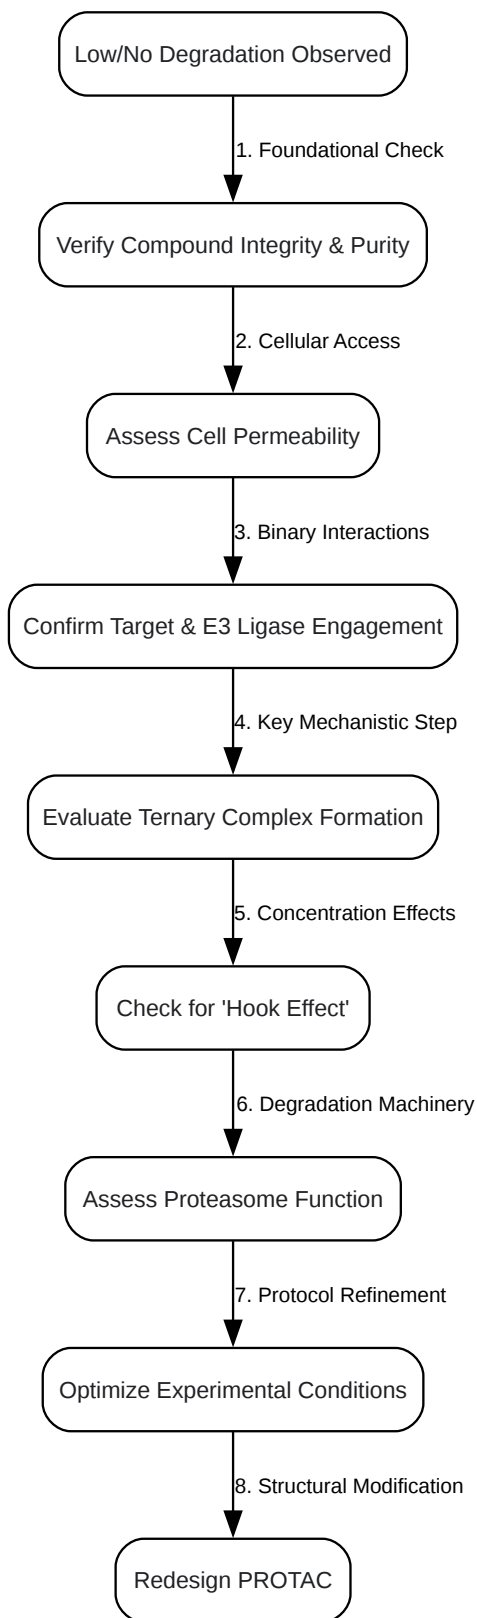 Low/No Degradation Observed
1. Foundational Check
Verify Compound Integrity & Purity
2. Cellular Access
Assess Cell Permeability
3. Binary Interactions
Confirm Target & E3 Ligase Engagement
4. Key Mechanistic Step
Evaluate Ternary Complex Formation
5. Concentration Effects
Check for 'Hook Effect'
6. Degradation Machinery
Assess Proteasome Function
7. Protocol Refinement
Optimize Experimental Conditions
8. Structural Modification
Redesign PROTAC